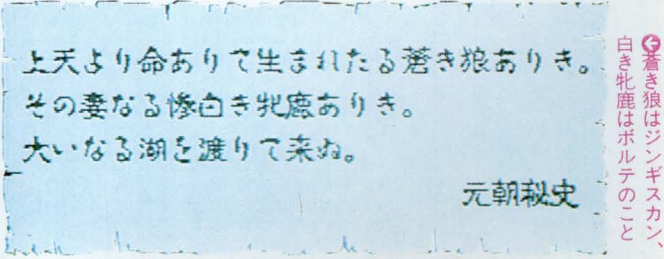 上天より命ありて生まれたる蒼き狼ありき。
その妻なる惨白き牝鹿ありき。
大いなる湖を渡りて来ぬ。
元朝秘史
←蒼き狼はジンギスカン、
白き牝鹿はボルテのこと